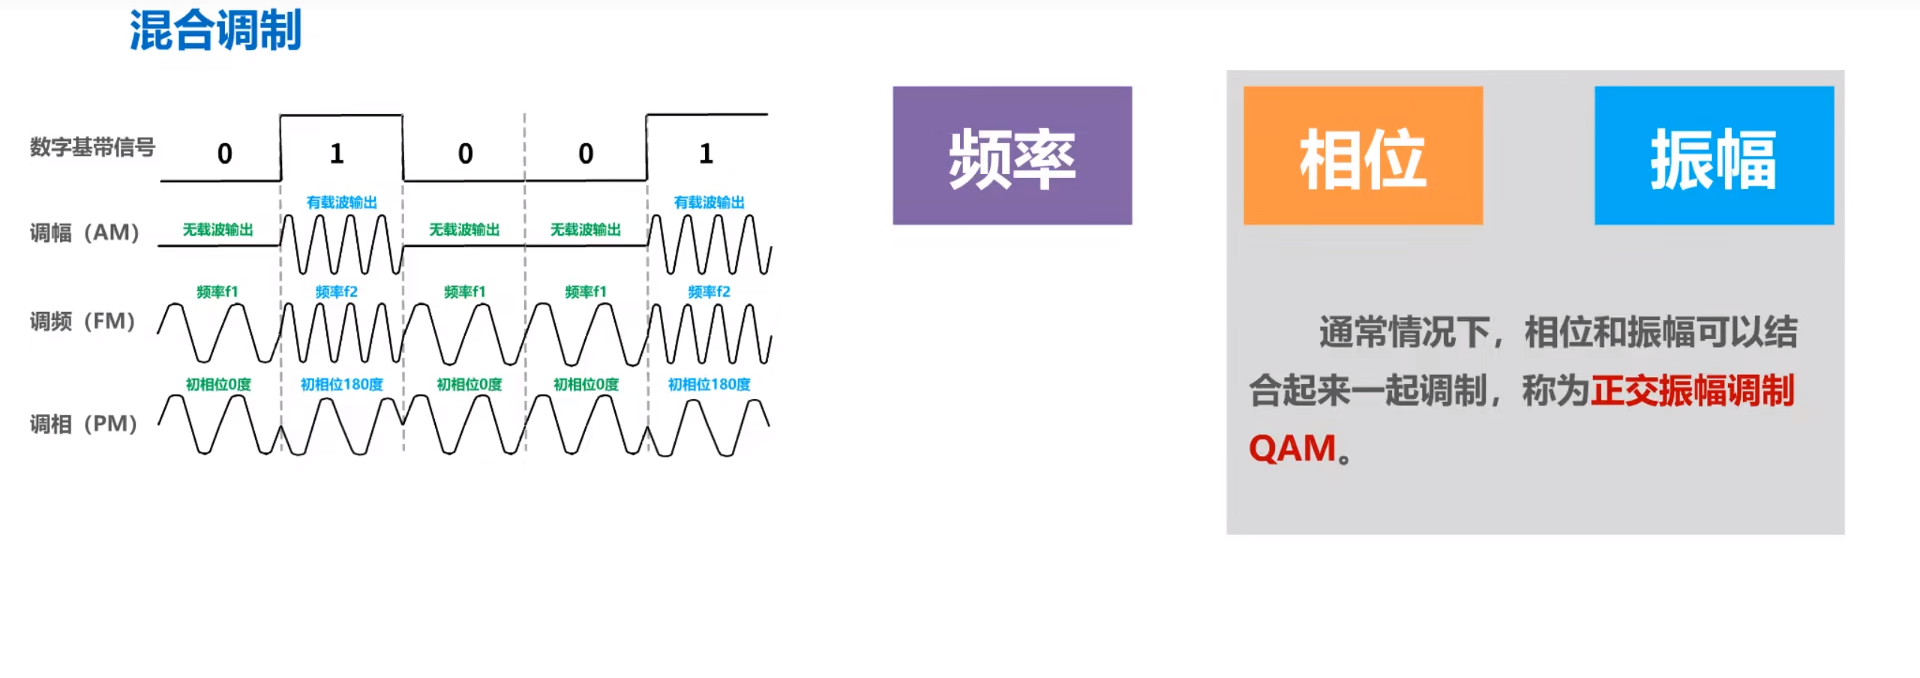 混合调制
数字基带信号 0 1 0 0 1
有载波输出 有载波输出
调幅（AM） 无载波输出 无载波输出 无载波输出
频率f1 频率f2 频率f1 频率f1 频率f2
调频（FM）
初相位0度 初相位180度 初相位0度 初相位0度 初相位180度
调相（PM）
频率 相位 振幅
通常情况下，相位和振幅可以结
合起来一起调制，称为正交振幅调制
QAM。